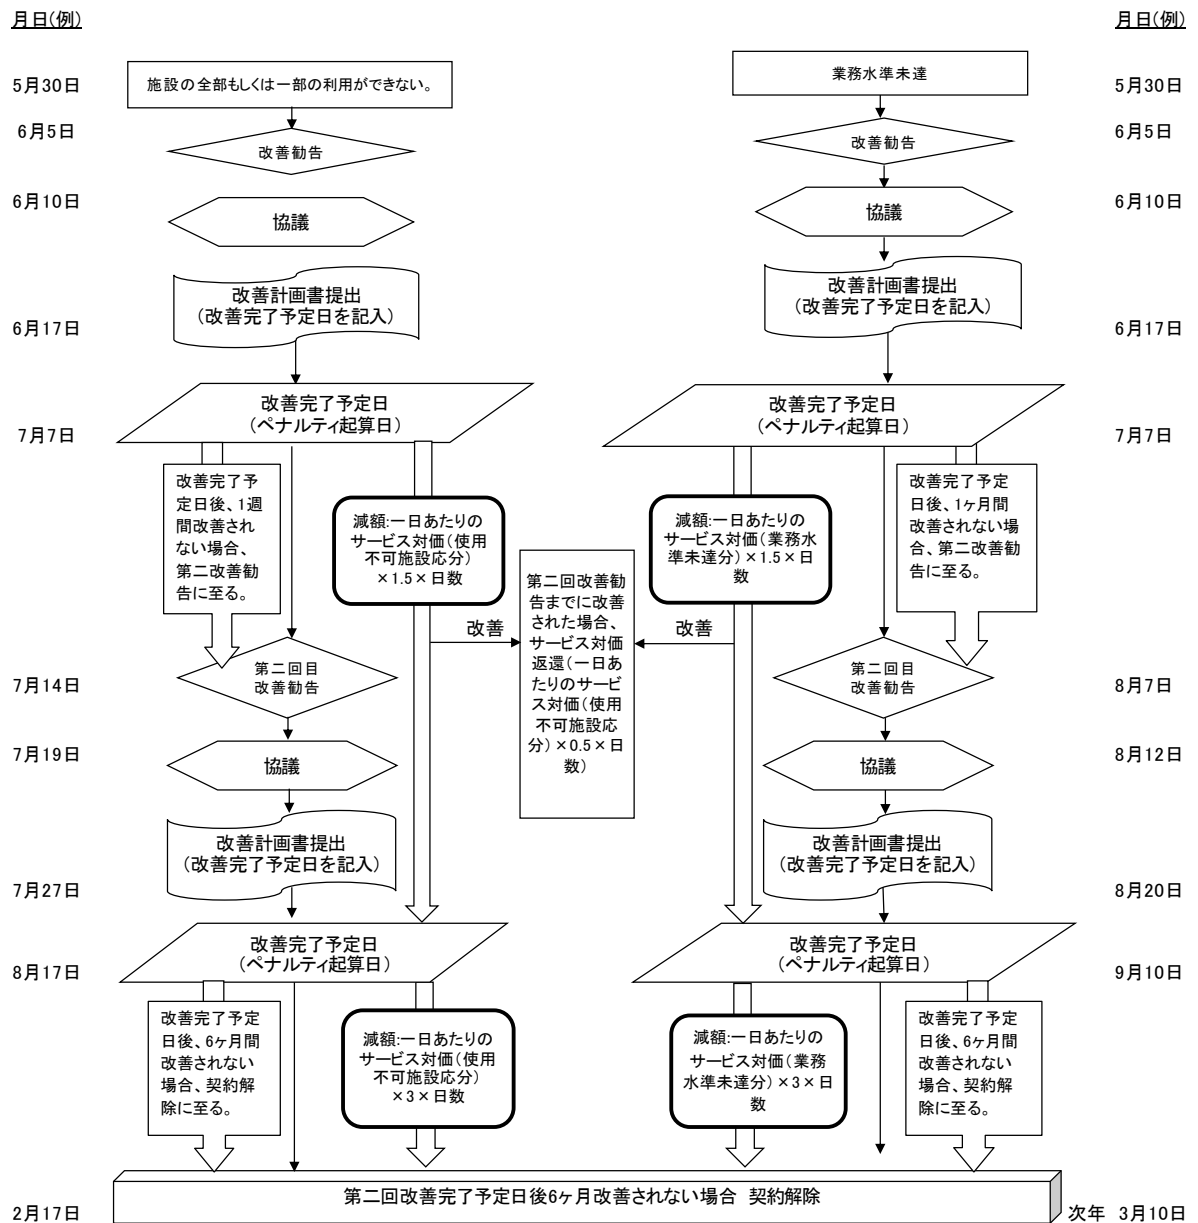 月日(例)
5月30日
6月5日
6月10日
6月17日
7月7日
7月14日
7月19日
7月27日
8月17日
2月17日
施設の全部もしくは一部の利用ができない。
改善勧告
協議
改善計画書提出
(改善完了予定日を記入)
改善完了予定日
(ペナルティ起算日)
改善完了予
定日後、1週
間改善され
ない場合、
第二改善勧
告に至る。
減額:一日あたりの
サービス対価(使用
不可施設応分)
×1.5×日数
改善
第二回目
改善勧告
協議
改善計画書提出
(改善完了予定日を記入)
改善完了予定日
(ペナルティ起算日)
改善完了予定
日後、6ヶ月間
改善されない
場合、契約解
除に至る。
減額:一日あたりの
サービス対価(使用
不可施設応分)
×3×日数
第二回改善勧
告までに改善
された場合、
サービス対価
返還(一日あ
たりのサービ
ス対価(使用
不可施設応
分)×0.5×日
数)
業務水準未達
改善勧告
協議
改善計画書提出
(改善完了予定日を記入)
改善完了予定日
(ペナルティ起算日)
減額:一日あたりの
サービス対価(業務水
準未達分)×1.5×日
数
改善
改善完了予定
日後、1ヶ月間
改善されない場
合、第二改善勧
告に至る。
第二回目
改善勧告
協議
改善計画書提出
(改善完了予定日を記入)
改善完了予定日
(ペナルティ起算日)
減額:一日あたりの
サービス対価(業務
水準未達分)×3×日
数
改善完了予定
日後、6ヶ月間
改善されない
場合、契約解
除に至る。
第二回改善完了予定日後6ヶ月改善されない場合 契約解除
月日(例)
5月30日
6月5日
6月10日
6月17日
7月7日
8月7日
8月12日
8月20日
9月10日
次年 3月10日